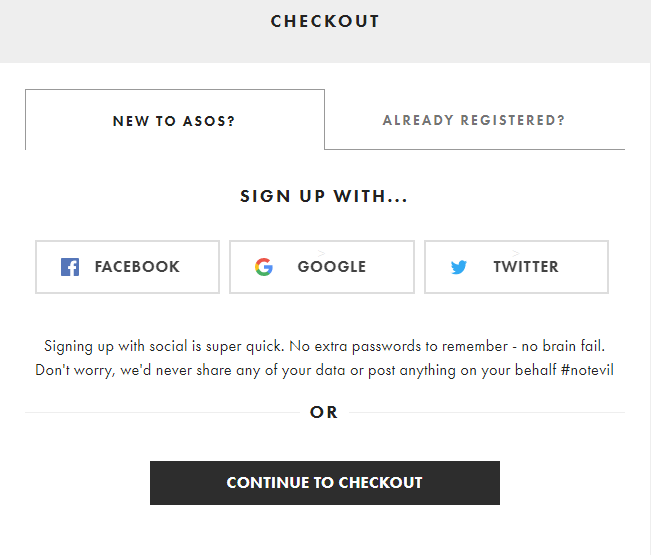 CHECKOUT
NEW TO ASOS?
ALREADY REGISTERED?
SIGN UP WITH...
FACEBOOK
GOOGLE
TWITTER
Signing up with social is super quick. No extra passwords to remember - no brain fail.
Don't worry, we'd never share any of your data or post anything on your behalf #notevil
OR
CONTINUE TO CHECKOUT